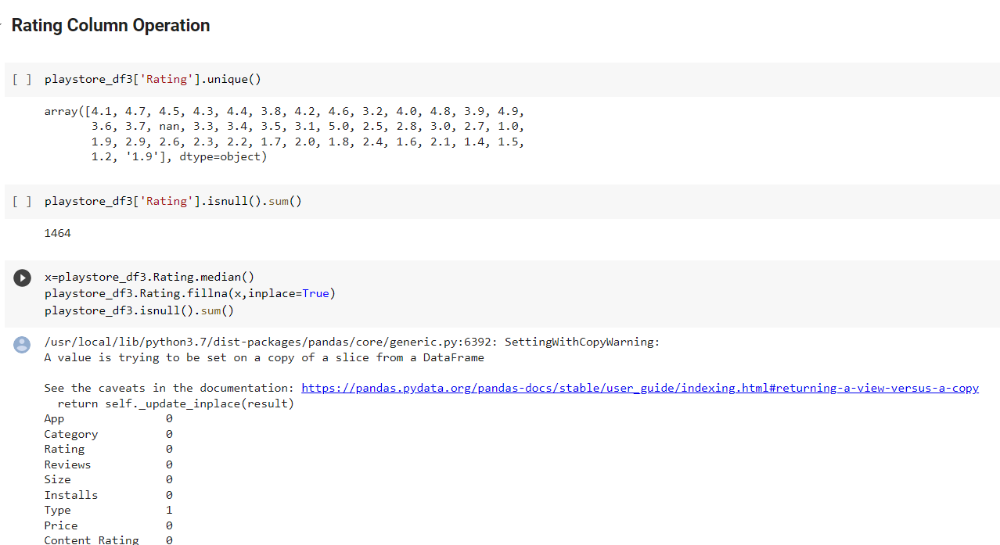 Rating Column Operation
[ ] playstore_df3['Rating'].unique()
array([4.1, 4.7, 4.5, 4.3, 4.4, 3.8, 4.2, 4.6, 3.2, 4.0, 4.8, 3.9, 4.9,
       3.6, 3.7, nan, 3.3, 3.4, 3.5, 3.1, 5.0, 2.5, 2.8, 3.0, 2.7, 1.0,
       1.9, 2.9, 2.6, 2.3, 2.2, 1.7, 2.0, 1.8, 2.4, 1.6, 2.1, 1.4, 1.5,
       1.2, '1.9'], dtype=object)
[ ] playstore_df3['Rating'].isnull().sum()
1464
x=playstore_df3.Rating.median()
playstore_df3.Rating.fillna(x,inplace=True)
playstore_df3.isnull().sum()
/usr/local/lib/python3.7/dist-packages/pandas/core/generic.py:6392: SettingWithCopyWarning:
A value is trying to be set on a copy of a slice from a DataFrame
See the caveats in the documentation: https://pandas.pydata.org/pandas-docs/stable/user_guide/indexing.html#returning-a-view-versus-a-copy
  return self._update_inplace(result)
App               0
Category          0
Rating            0
Reviews           0
Size              0
Installs          0
Type              1
Price             0
Content Rating    0